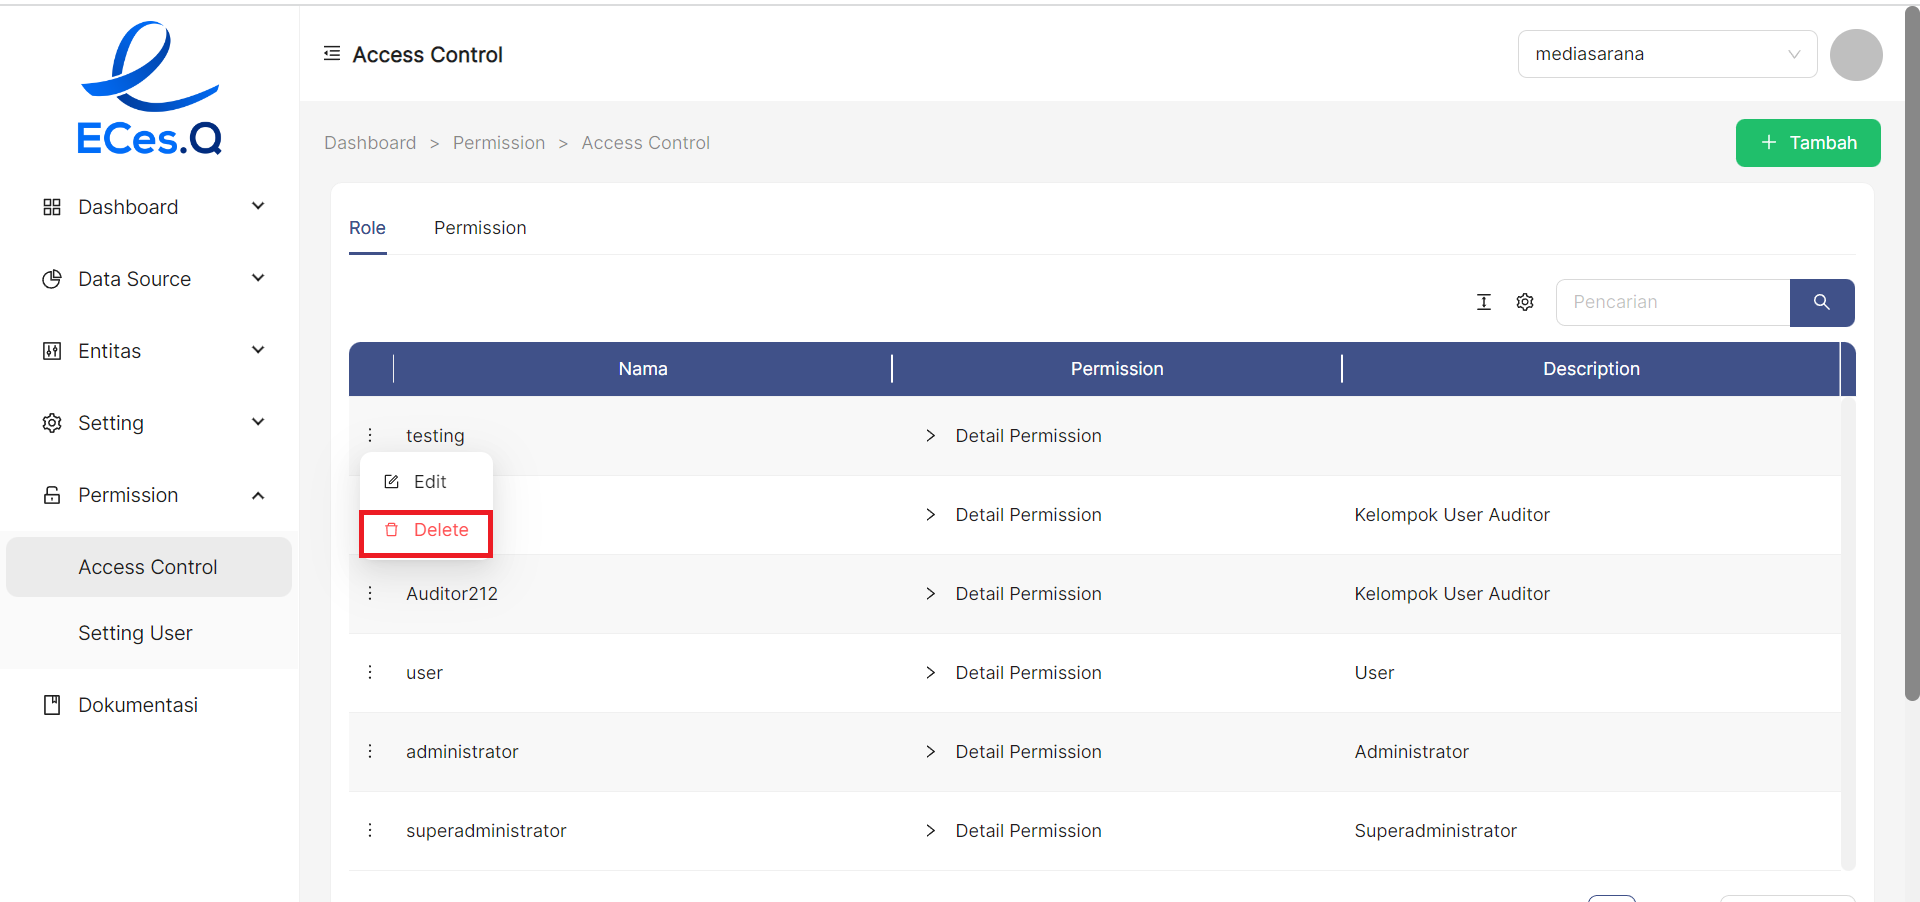 ECes.Q
Access Control
mediasarana
Dashboard > Permission > Access Control
+ Tambah
Dashboard
Data Source
Entitas
Setting
Permission
Access Control
Setting User
Dokumentasi
Role Permission
Pencarian
Nama Permission Description
testing > Detail Permission
Edit
Delete
> Detail Permission Kelompok User Auditor
Auditor212 > Detail Permission Kelompok User Auditor
user > Detail Permission User
administrator > Detail Permission Administrator
superadministrator > Detail Permission Superadministrator